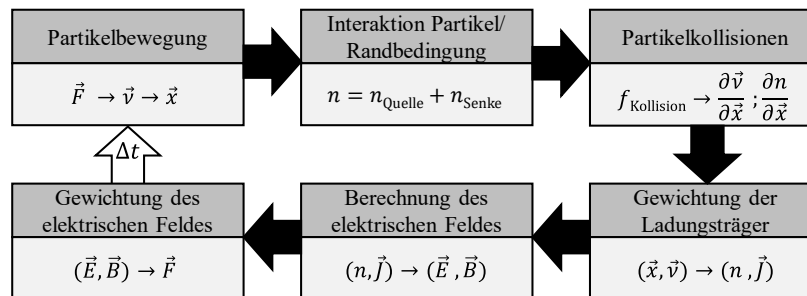 Partikelbewegung
F⃗ → v⃗ → x⃗
Interaktion Partikel/
Randbedingung
n = n_Quelle + n_Senke
Partikelkollisionen
f_Kollision → ∂v⃗/∂x⃗ ; ∂n/∂x⃗
Δt
Gewichtung des
elektrischen Feldes
(E⃗, B⃗) → F⃗
Berechnung des
elektrischen Feldes
(n, J⃗) → (E⃗ , B⃗)
Gewichtung der
Ladungsträger
(x⃗, v⃗) → (n , J⃗)